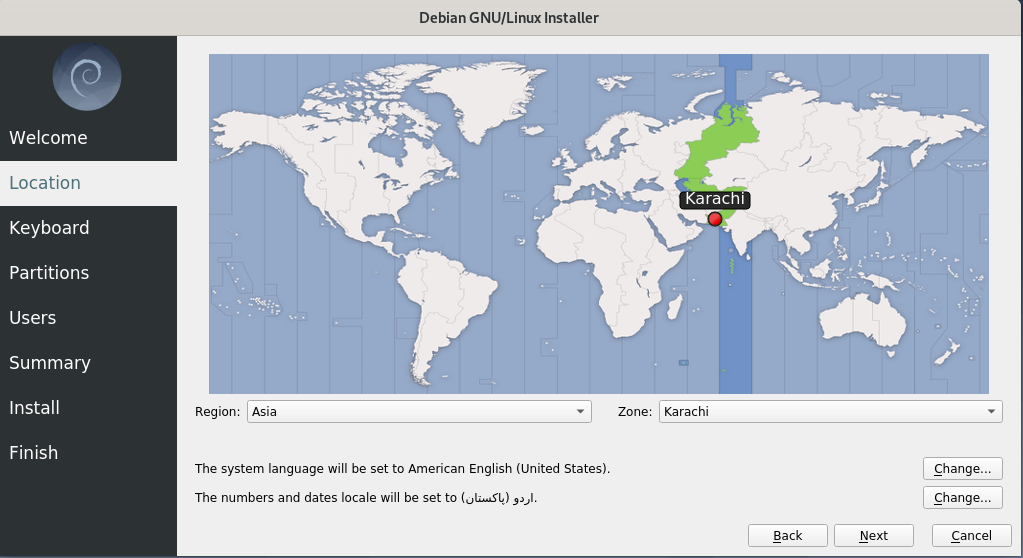 Debian GNU/Linux Installer
Welcome
Location
Keyboard
Partitions
Users
Summary
Install
Finish
Karachi
Region: Asia Zone: Karachi
The system language will be set to American English (United States). Change...
The numbers and dates locale will be set to اردو (پاکستان). Change...
Back Next Cancel